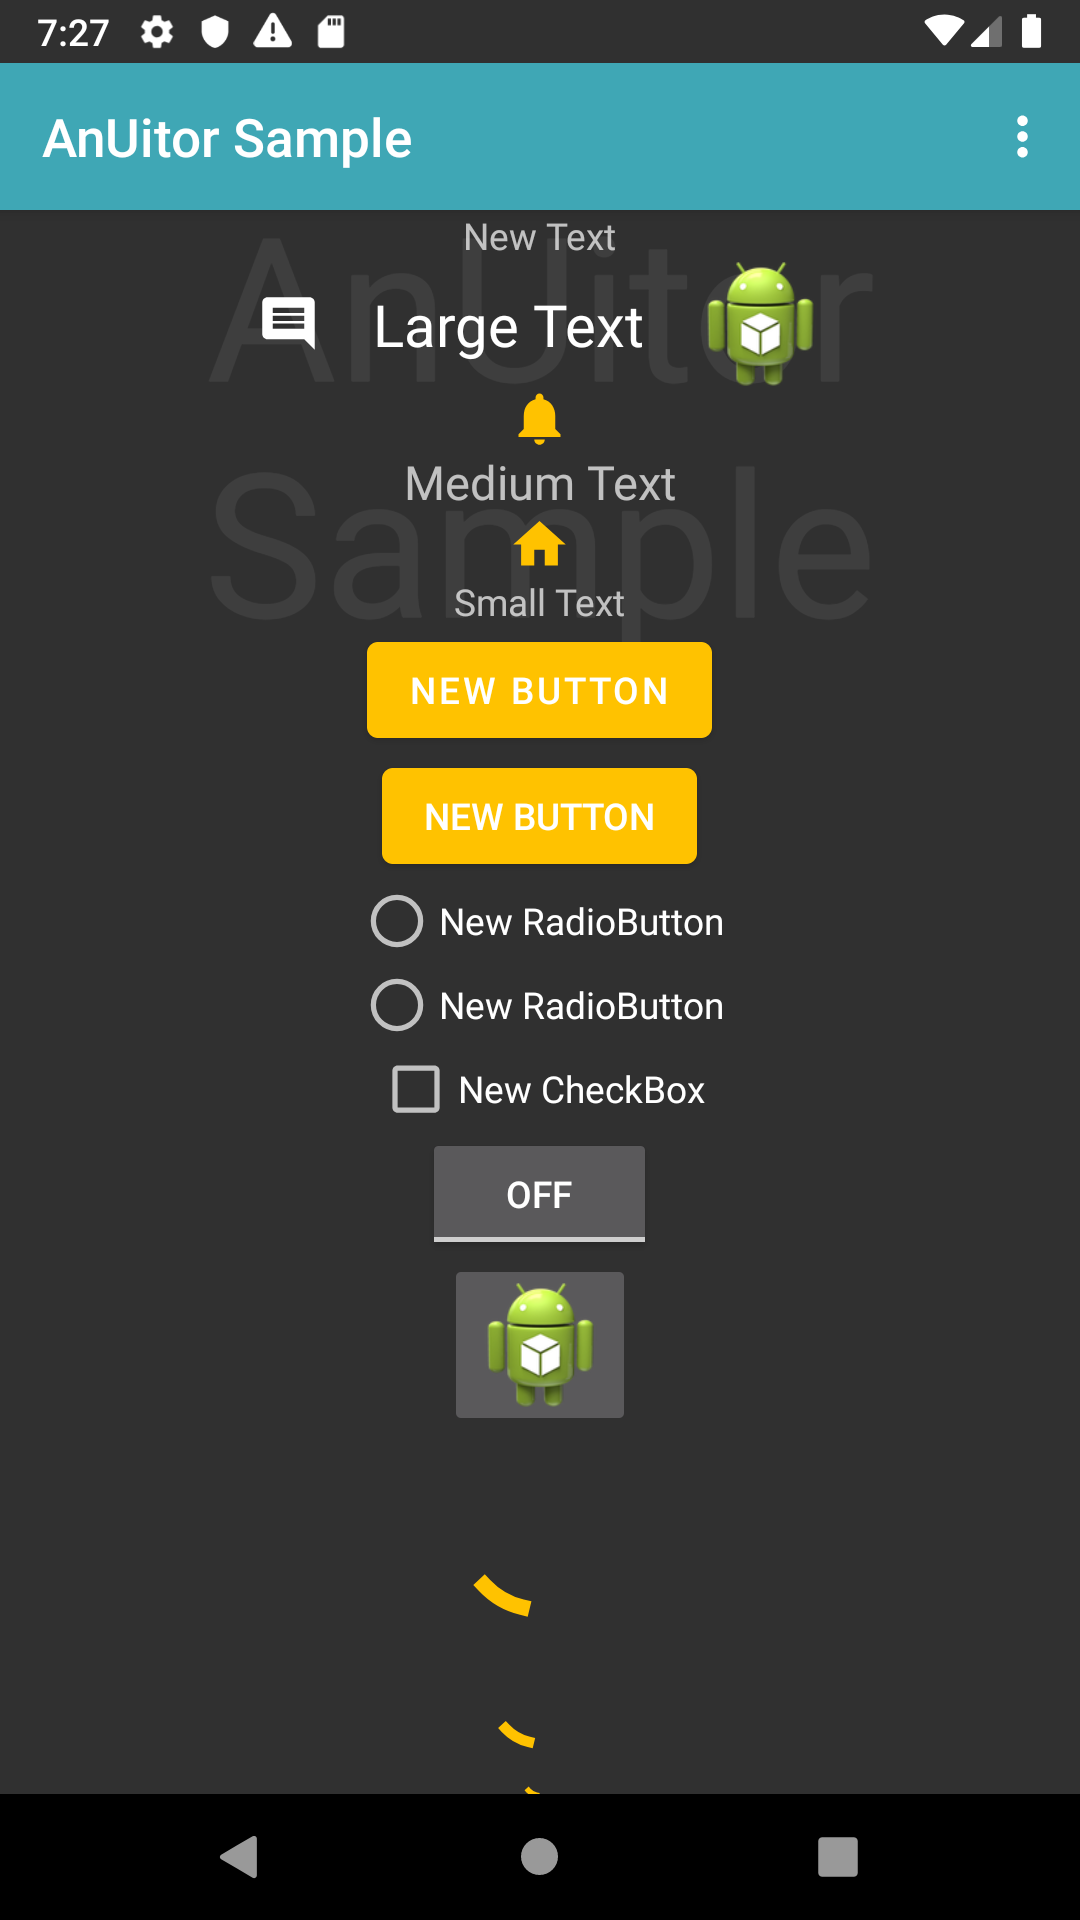 7:27
AnUitor Sample
AnUitor
Sample
New Text
Large Text
Medium Text
Small Text
NEW BUTTON
NEW BUTTON
New RadioButton
New RadioButton
New CheckBox
OFF